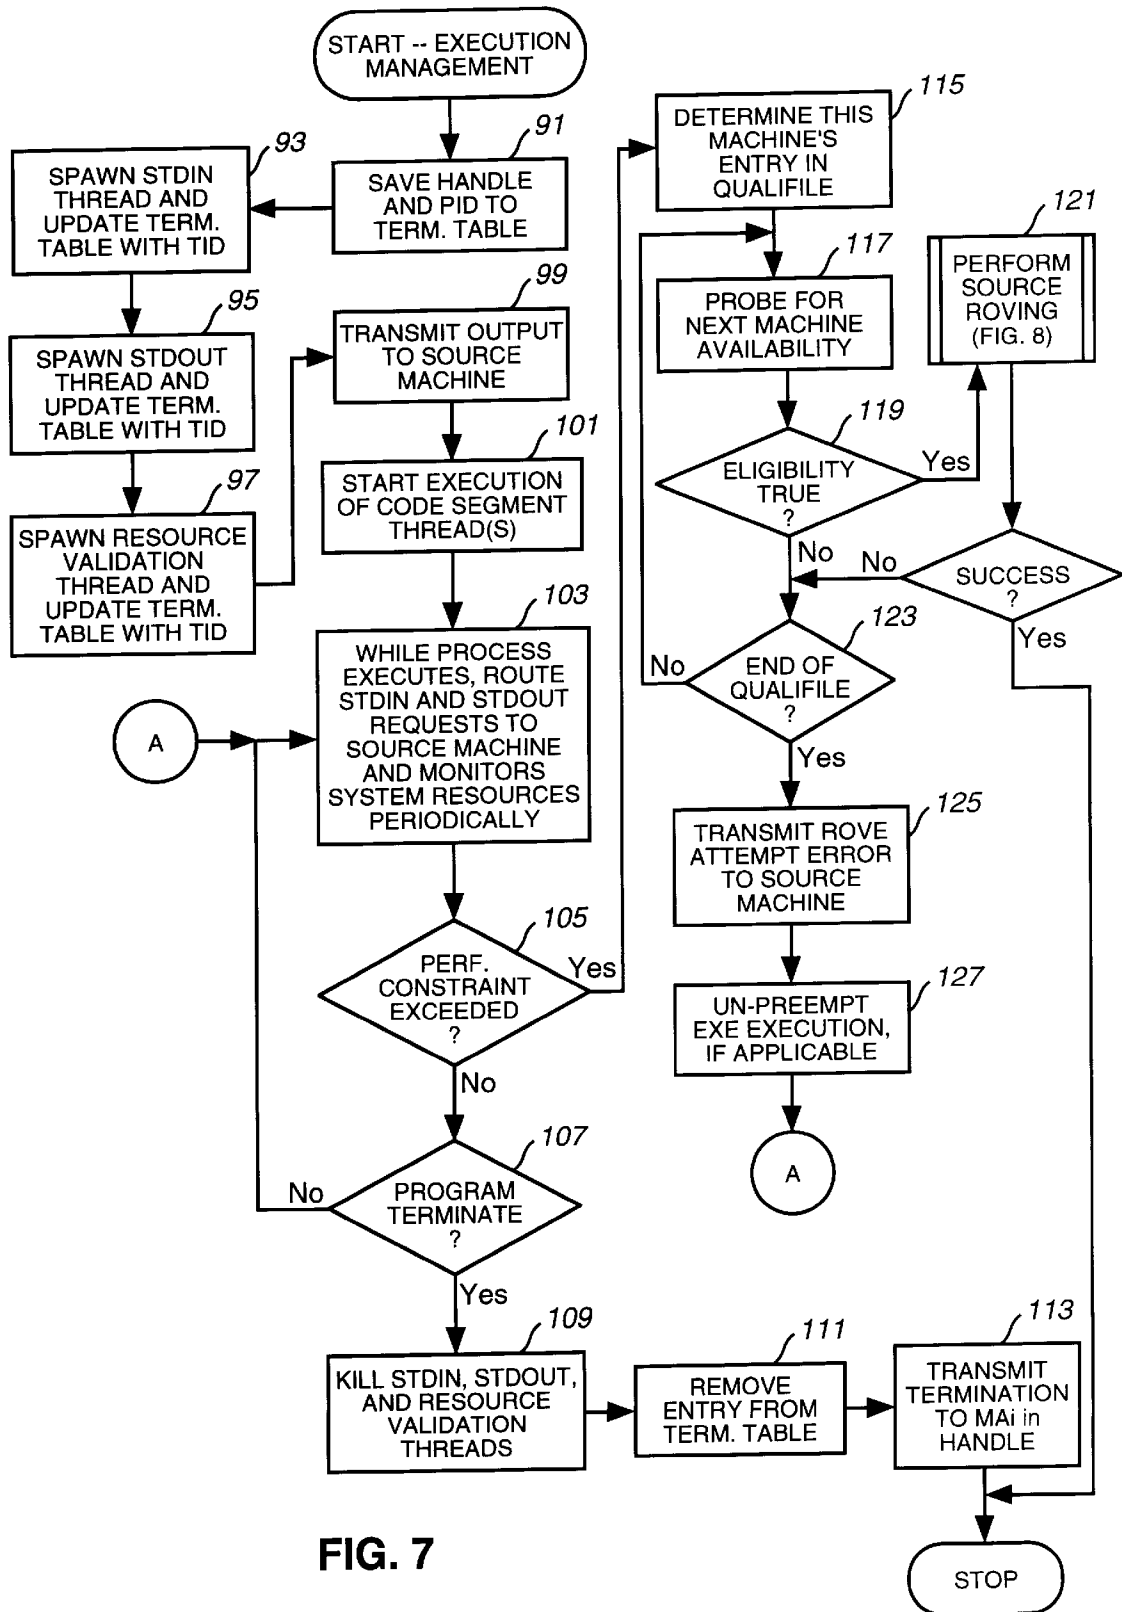 START -- EXECUTION
MANAGEMENT
91
SAVE HANDLE
AND PID TO
TERM. TABLE
93
SPAWN STDIN
THREAD AND
UPDATE TERM.
TABLE WITH TID
95
SPAWN STDOUT
THREAD AND
UPDATE TERM.
TABLE WITH TID
97
SPAWN RESOURCE
VALIDATION
THREAD AND
UPDATE TERM.
TABLE WITH TID
99
TRANSMIT OUTPUT
TO SOURCE
MACHINE
101
START EXECUTION
OF CODE SEGMENT
THREAD(S)
103
WHILE PROCESS
EXECUTES, ROUTE
STDIN AND STDOUT
REQUESTS TO
SOURCE MACHINE
AND MONITORS
SYSTEM RESOURCES
PERIODICALLY
A
105
PERF.
CONSTRAINT
EXCEEDED
?
Yes
No
107
PROGRAM
TERMINATE
?
No
Yes
109
KILL STDIN, STDOUT,
AND RESOURCE
VALIDATION
THREADS
111
REMOVE
ENTRY FROM
TERM. TABLE
113
TRANSMIT
TERMINATION
TO MAi in
HANDLE
STOP
115
DETERMINE THIS
MACHINE'S
ENTRY IN
QUALIFILE
117
PROBE FOR
NEXT MACHINE
AVAILABILITY
119
ELIGIBILITY
TRUE
?
Yes
No
121
PERFORM
SOURCE
ROVING
(FIG. 8)
SUCCESS
?
No
Yes
123
END OF
QUALIFILE
?
No
Yes
125
TRANSMIT ROVE
ATTEMPT ERROR
TO SOURCE
MACHINE
127
UN-PREEMPT
EXE EXECUTION,
IF APPLICABLE
A
FIG. 7